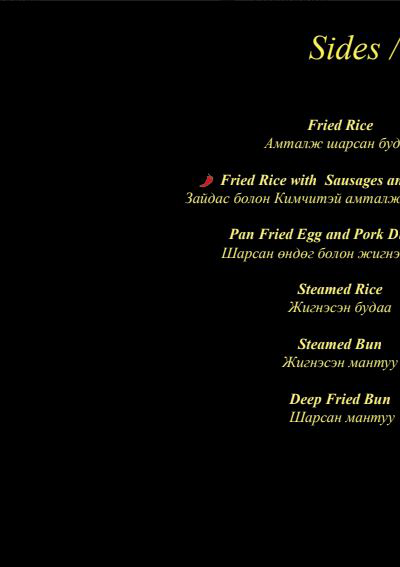 Sides /
Fried Rice
Амталж шарсан буд
Fried Rice with Sausages an
Зайдас болон Кимчитэй амталж
Pan Fried Egg and Pork D
Шарсан өндөг болон жигнэ
Steamed Rice
Жигнэсэн будаа
Steamed Bun
Жигнэсэн мантуу
Deep Fried Bun
Шарсан мантуу